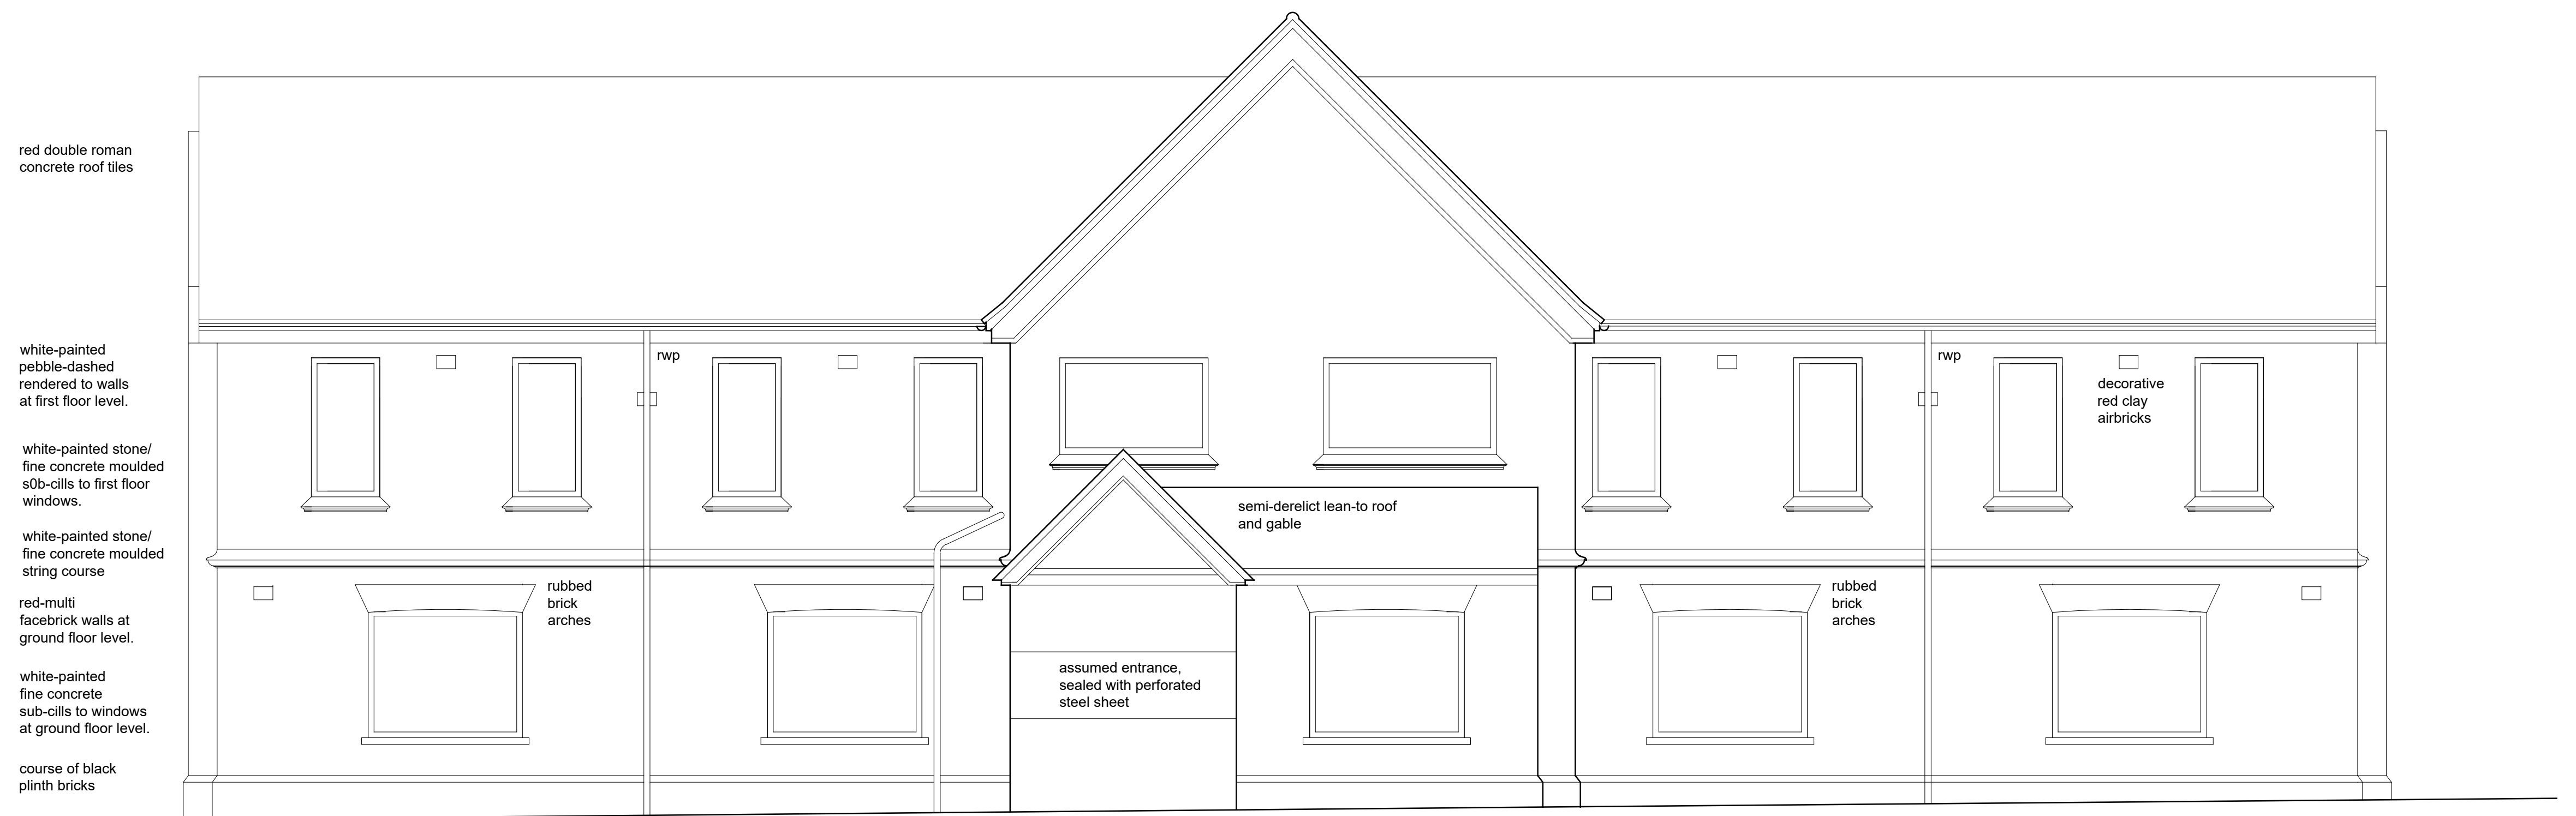 red double roman
concrete roof tiles
white-painted
pebble-dashed
rendered to walls
at first floor level.
white-painted stone/
fine concrete moulded
s0b-cills to first floor
windows.
white-painted stone/
fine concrete moulded
string course
red-multi
facebrick walls at
ground floor level.
white-painted
fine concrete
sub-cills to windows
at ground floor level.
course of black
plinth bricks
rwp
rubbed
brick
arches
semi-derelict lean-to roof
and gable
assumed entrance,
sealed with perforated
steel sheet
rubbed
brick
arches
rwp
decorative
red clay
airbricks